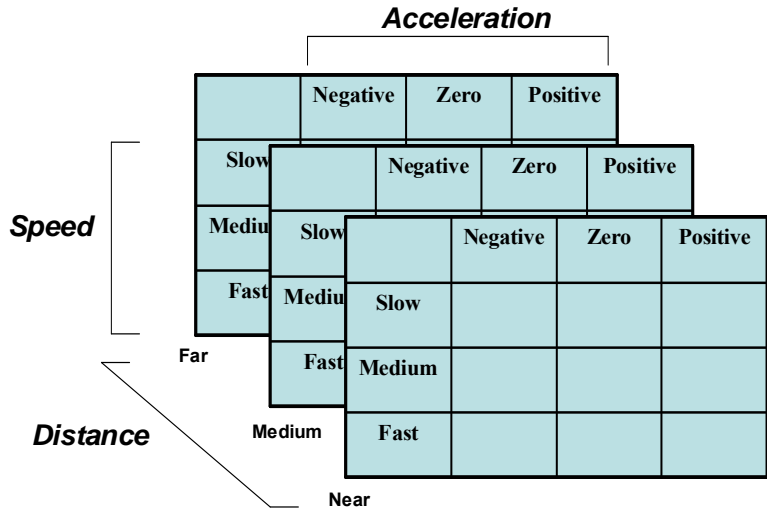 Acceleration
Negative Zero Positive
Slow
Negative Zero Positive
Speed
Mediu
Slow
Negative Zero Positive
Fast
Mediu
Slow
Far
Fast
Medium
Distance
Medium
Fast
Near